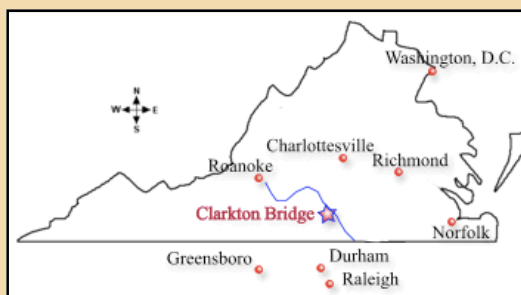 Washington, D.C.
N
W E
S
Charlottesville
Roanoke
Richmond
Clarkton Bridge
Norfolk
Greensboro
Durham
Raleigh